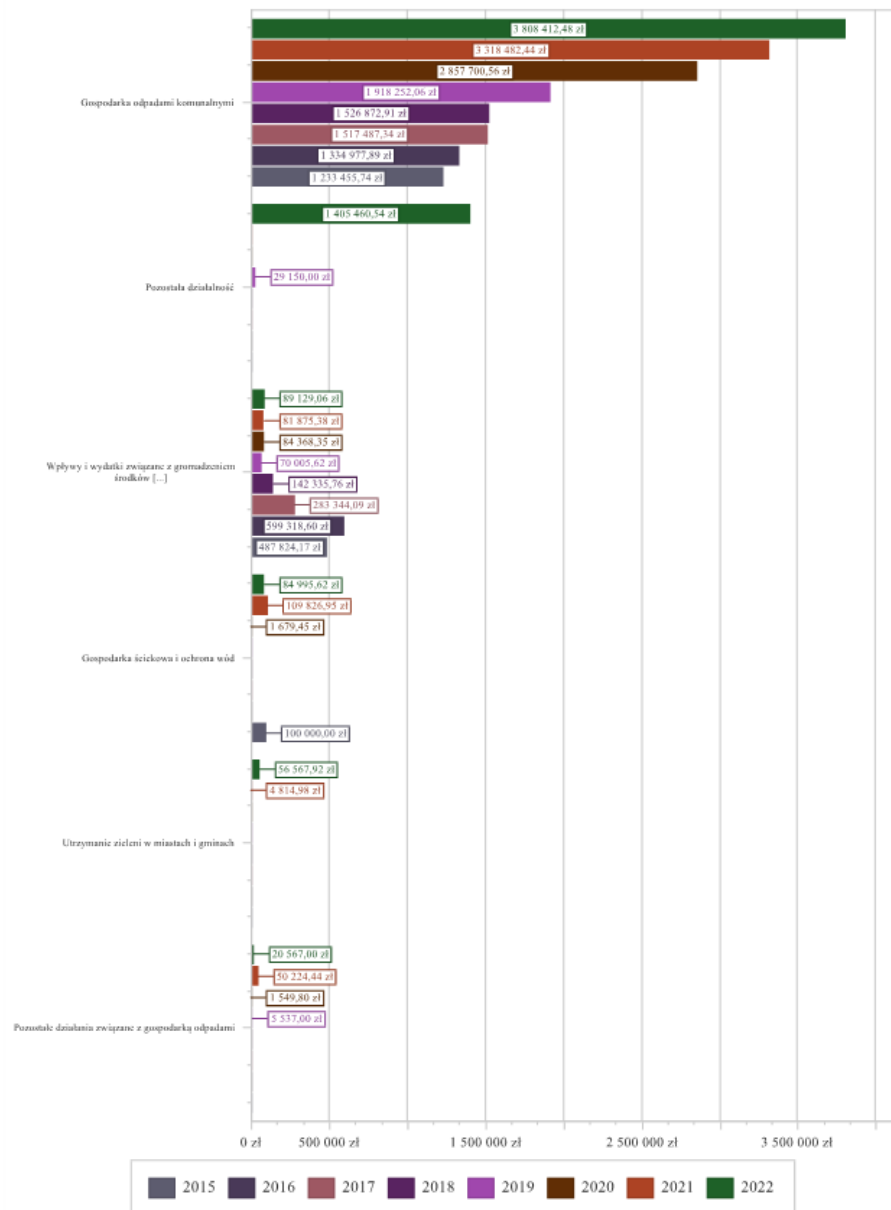 3 808 412,48 zł
3 318 482,44 zł
2 857 700,56 zł
1 918 252,06 zł
Gospodarka odpadami komunalnymi
1 526 872,91 zł
1 517 487,34 zł
1 334 977,89 zł
1 233 455,74 zł
1 405 460,54 zł
29 150,00 zł
Pozostała działalność
89 129,06 zł
81 875,38 zł
84 368,35 zł
70 005,62 zł
Wpływy i wydatki związane z gromadzeniem
środków [...]
142 335,76 zł
283 344,09 zł
599 318,60 zł
487 824,17 zł
84 995,62 zł
109 826,95 zł
1 679,45 zł
Gospodarka ściekowa i ochrona wód
100 000,00 zł
56 567,92 zł
4 814,98 zł
Utrzymanie zieleni w miastach i gminach
20 567,00 zł
50 224,44 zł
1 549,80 zł
5 537,00 zł
Pozostałe działania związane z gospodarką odpadami
0 zł 500 000 zł 1 500 000 zł 2 500 000 zł 3 500 000 zł
2015 2016 2017 2018 2019 2020 2021 2022